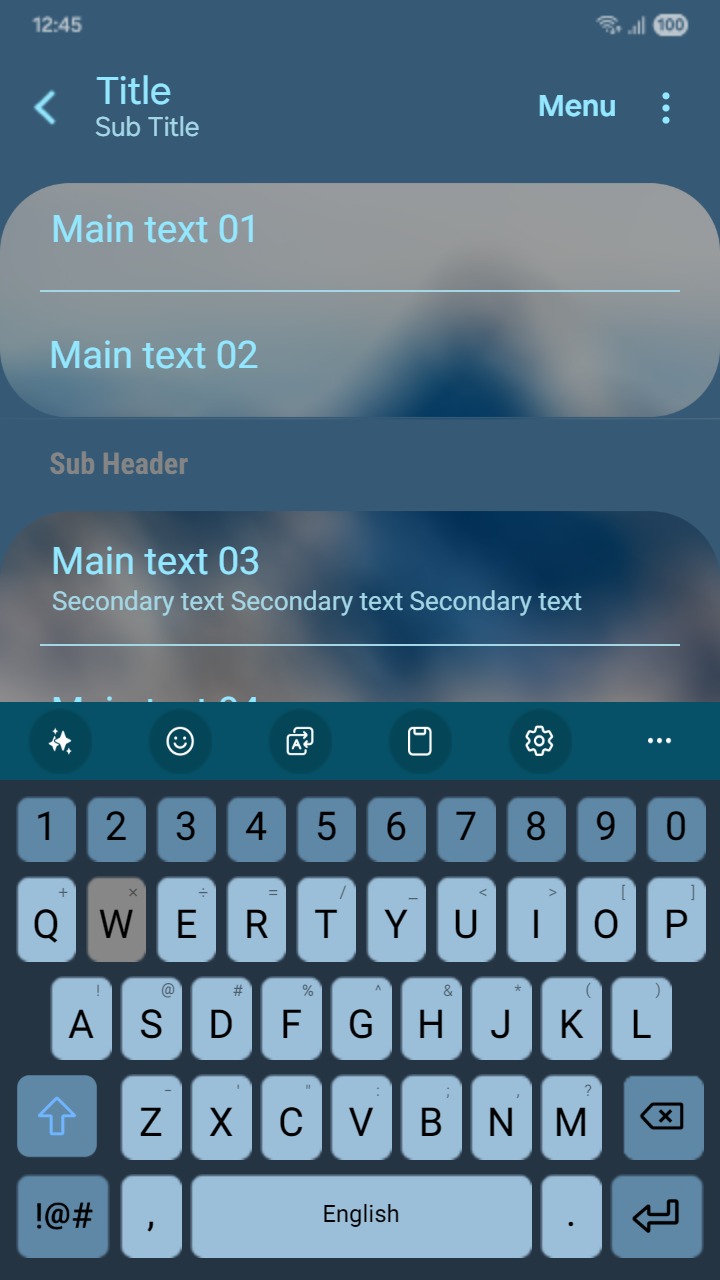 12:45
100
Title
Sub Title
Menu
Main text 01
Main text 02
Sub Header
Main text 03
Secondary text Secondary text Secondary text
1 2 3 4 5 6 7 8 9 0
+ × ÷ = / _ < > [ ]
Q W E R T Y U I O P
! @ # % ^ & * ( )
A S D F G H J K L
- ' " : ; , ?
Z X C V B N M
!@# , English .